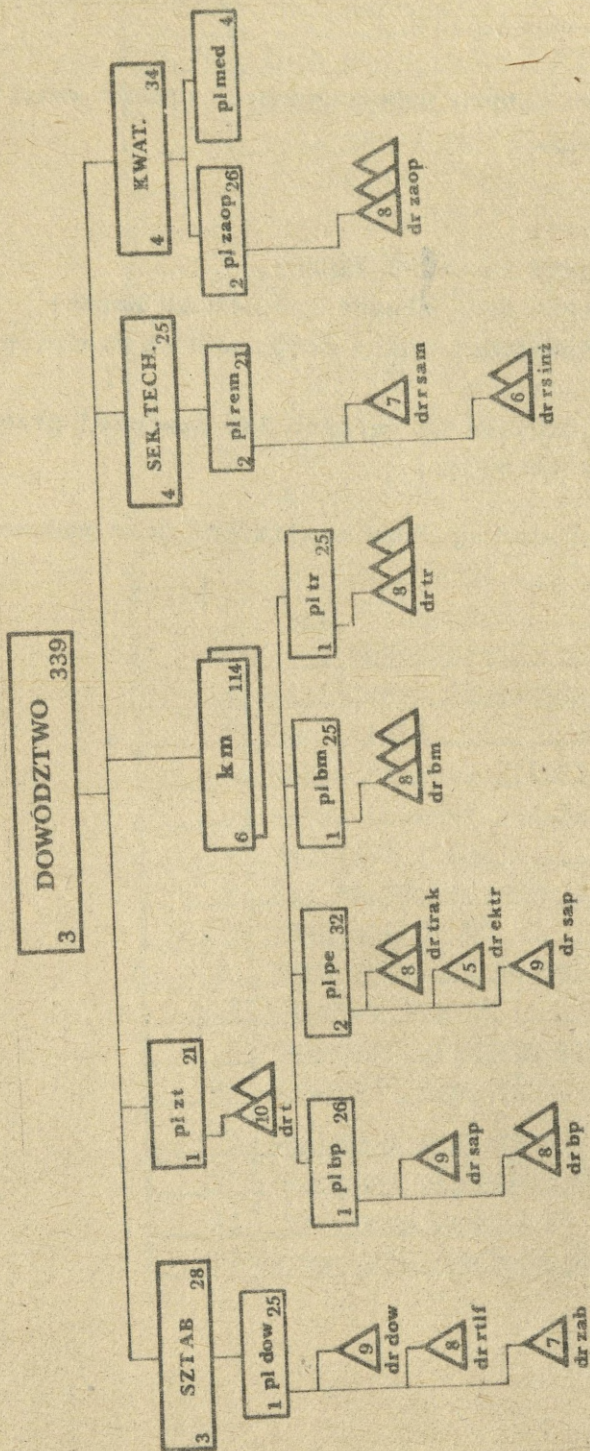 DOWÓDZTWO
3 339
SZTAB
3 28
pl dow
1 25
9
dr dow
8
dr rtlf
7
dr zab
pl zt
1 21
10
dr t
k m
6 114
pl bp
1 26
9
dr sap
8
dr bp
pl pe
2 32
8
dr trak
5
dr ektr
9
dr sap
pl bm
1 25
8
dr bm
pl tr
1 25
8
dr tr
SEK. TECH.
4 25
pl rem
2 21
7
dr r sam
6
dr rs inż
KWAT.
4 34
pl zaop
2 26
8
dr zaop
pl med
4